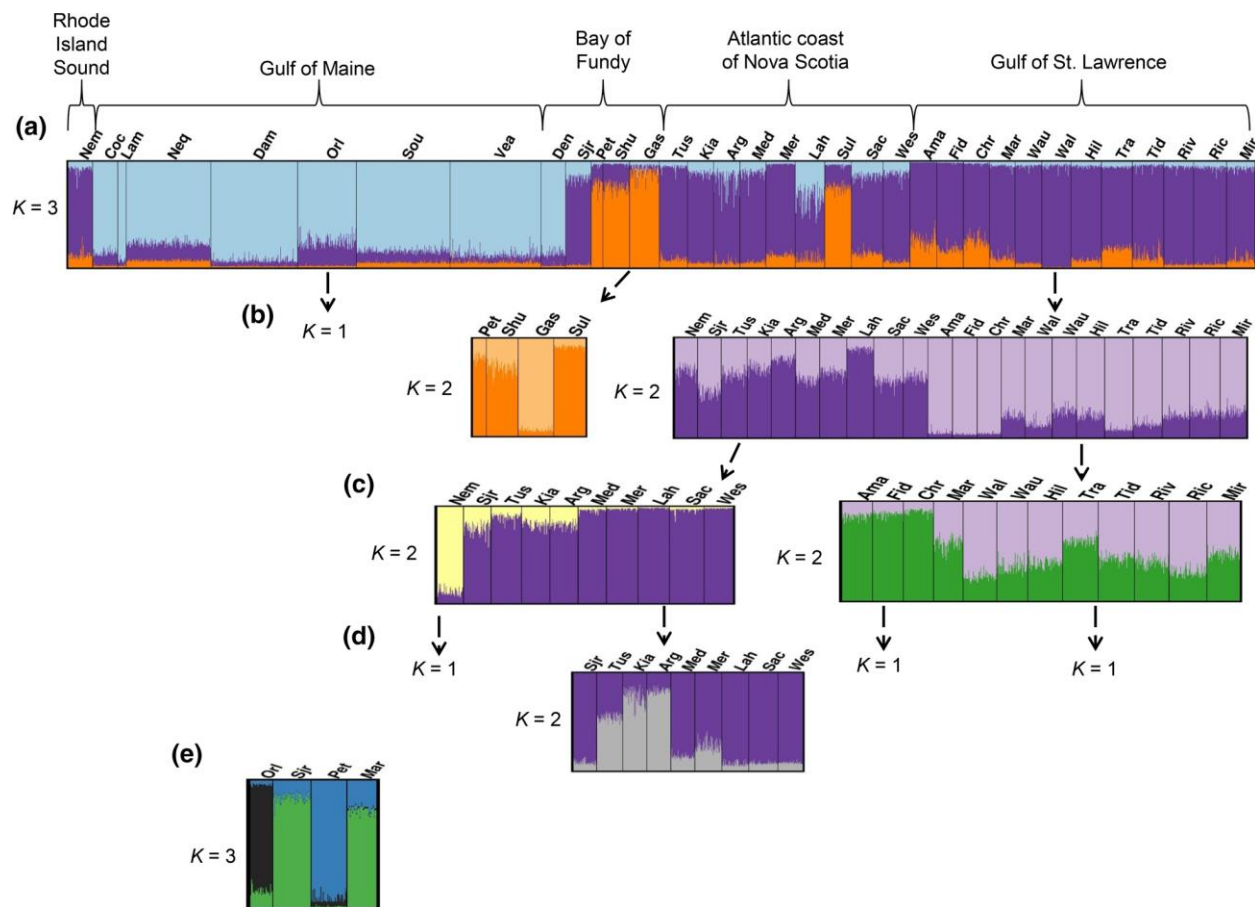 Rhode
Island
Sound
Gulf of Maine
Bay of
Fundy
Atlantic coast
of Nova Scotia
Gulf of St. Lawrence
(a)
Nem Coc Lam Neq Dam Orl Sou Vea Den Sjr Pet Shu Gas Tus Kia Arg Med Mer Lah Sul Sac Wes Ama Fid Chr Mar Wau Wal Hil Tra Tid Riv Ric Mir
K = 3
(b)
K = 1
Pet Shu Gas Sul
K = 2
Nem Sjr Tus Kia Arg Med Mer Lah Sac Wes Ama Fid Chr Mar Wal Wau Hil Tra Tid Riv Ric Mir
K = 2
(c)
Nem Sjr Tus Kia Arg Med Mer Lah Sac Wes
K = 2
Ama Fid Chr Mar Wal Wau Hil Tra Tid Riv Ric Mir
K = 2
(d)
K = 1
K = 1
K = 1
Sjr Tus Kia Arg Med Mer Lah Sac Wes
K = 2
(e)
Orl Sjr Pet Mar
K = 3